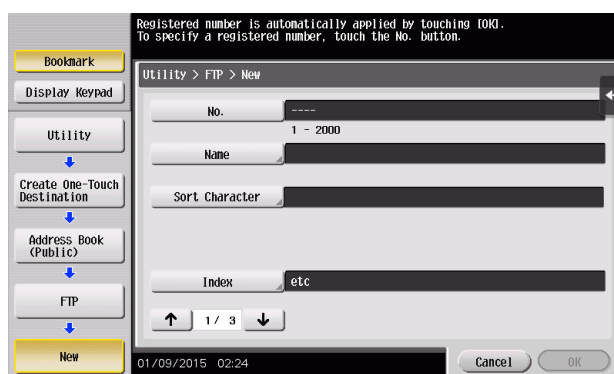 Registered number is automatically applied by touching [OK].
To specify a registered number, touch the No. button.
Bookmark
Display Keypad
Utility
Create One-Touch
Destination
Address Book
(Public)
FTP
New
Utility > FTP > New
No.
----
1 - 2000
Name
Sort Character
Index
etc
↑ 1/ 3 ↓
01/09/2015 02:24
Cancel
OK